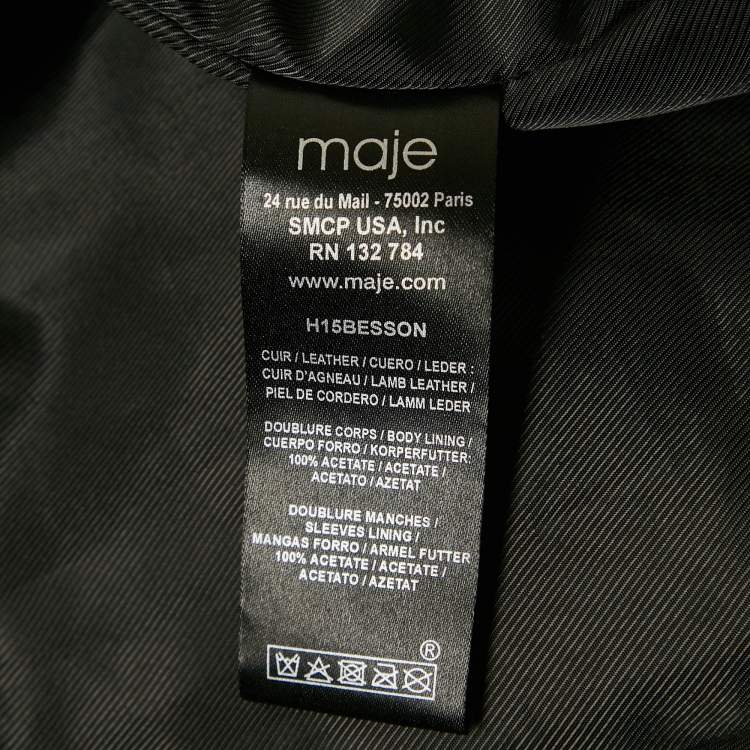 maje
24 rue du Mail - 75002 Paris
SMCP USA, Inc
RN 132 784
www.maje.com
H15BESSON
CUIR / LEATHER / CUERO / LEDER :
CUIR D'AGNEAU / LAMB LEATHER /
PIEL DE CORDERO / LAMM LEDER
DOUBLURE CORPS / BODY LINING /
CUERPO FORRO / KORPERFUTTER:
100% ACETATE / ACETATE /
ACETATO / AZETAT
DOUBLURE MANCHES /
SLEEVES LINING /
MANGAS FORRO / ARMEL FUTTER
100% ACETATE / ACETATE /
ACETATO / AZETAT
®